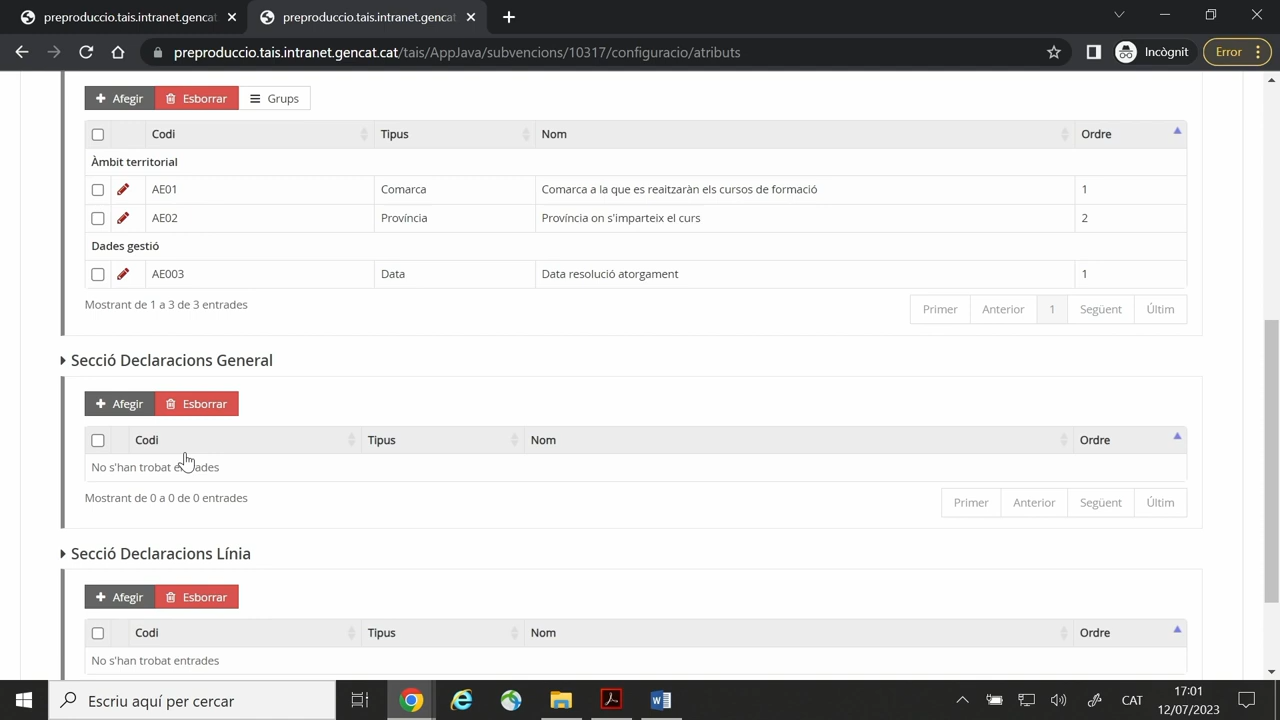 preproduccio.tais.intranet.gencat
preproduccio.tais.intranet.gencat
preproduccio.tais.intranet.gencat.cat/tais/AppJava/subvencions/10317/configuracio/atributs
Incògnit
Error
Afegir Esborrar Grups
Codi Tipus Nom Ordre
Àmbit territorial
AE01 Comarca Comarca a la que es reaitzaràn els cursos de formació 1
AE02 Província Província on s'imparteix el curs 2
Dades gestió
AE003 Data Data resolució atorgament 1
Mostrant de 1 a 3 de 3 entrades
Primer Anterior 1 Següent Últim
Secció Declaracions General
Afegir Esborrar
Codi Tipus Nom Ordre
No s'han trobat entrades
Mostrant de 0 a 0 de 0 entrades
Primer Anterior Següent Últim
Secció Declaracions Línia
Afegir Esborrar
Codi Tipus Nom Ordre
No s'han trobat entrades
Escriu aquí per cercar
CAT
17:01
12/07/2023